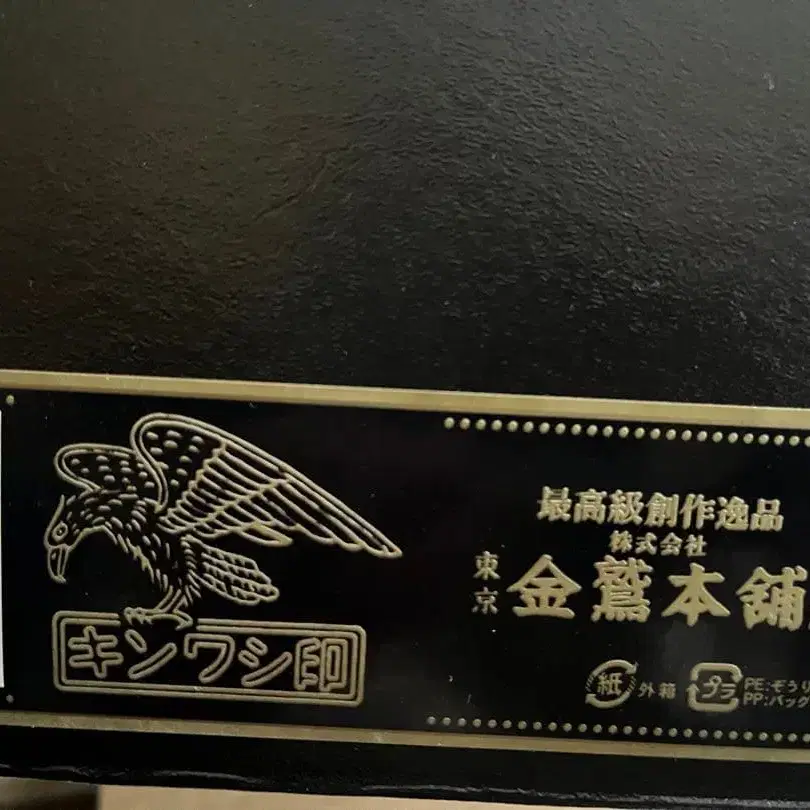 キンワシ印
最高級創作逸品
株式会社
東京
金鷲本舗
紙 外箱
プラ
PE:ぞうり
PP:バッグ